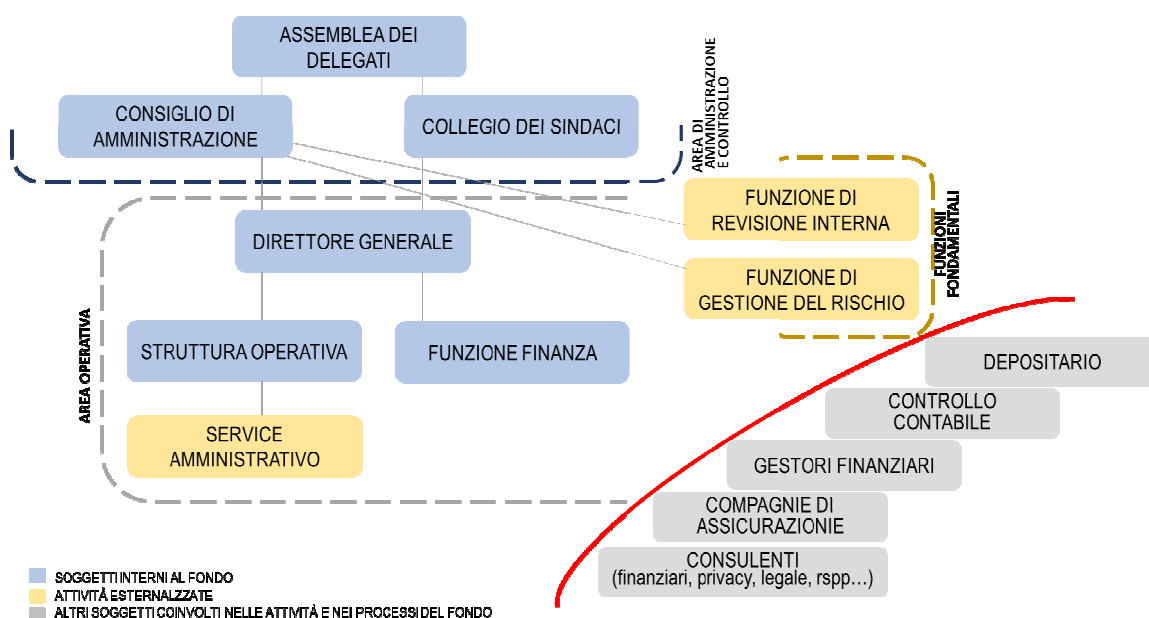 ASSEMBLEA DEI
DELEGATI
CONSIGLIO DI
AMMINISTRAZIONE
COLLEGIO DEI SINDACI
AREA DI
AMMINISTRAZIONE
E CONTROLLO
FUNZIONE DI
REVISIONE INTERNA
FUNZIONE DI
GESTIONE DEL RISCHIO
FUNZIONI
FONDAMENTALI
DIRETTORE GENERALE
STRUTTURA OPERATIVA
FUNZIONE FINANZA
AREA OPERATIVA
SERVICE
AMMINISTRATIVO
DEPOSITARIO
CONTROLLO
CONTABILE
GESTORI FINANZIARI
COMPAGNIE DI
ASSICURAZIONIE
CONSULENTI
(finanziari, privacy, legale, rspp…)
SOGGETTI INTERNI AL FONDO
ATTIVITÀ ESTERNALZZATE
ALTRI SOGGETTI COINVOLTI NELLE ATTIVITÀ E NEI PROCESSI DEL FONDO